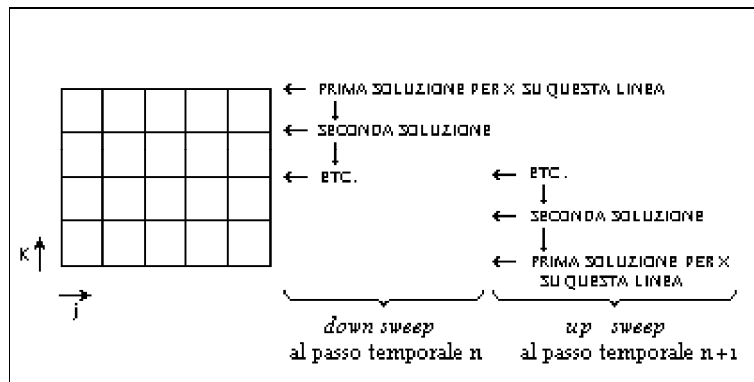 PRIMA SOLUZIONE PER X SU QUESTA LINEA
SECONDA SOLUZIONE
ETC.
ETC.
SECONDA SOLUZIONE
PRIMA SOLUZIONE PER X
SU QUESTA LINEA
K
j
down sweep
al passo temporale n
up sweep
al passo temporale n+1